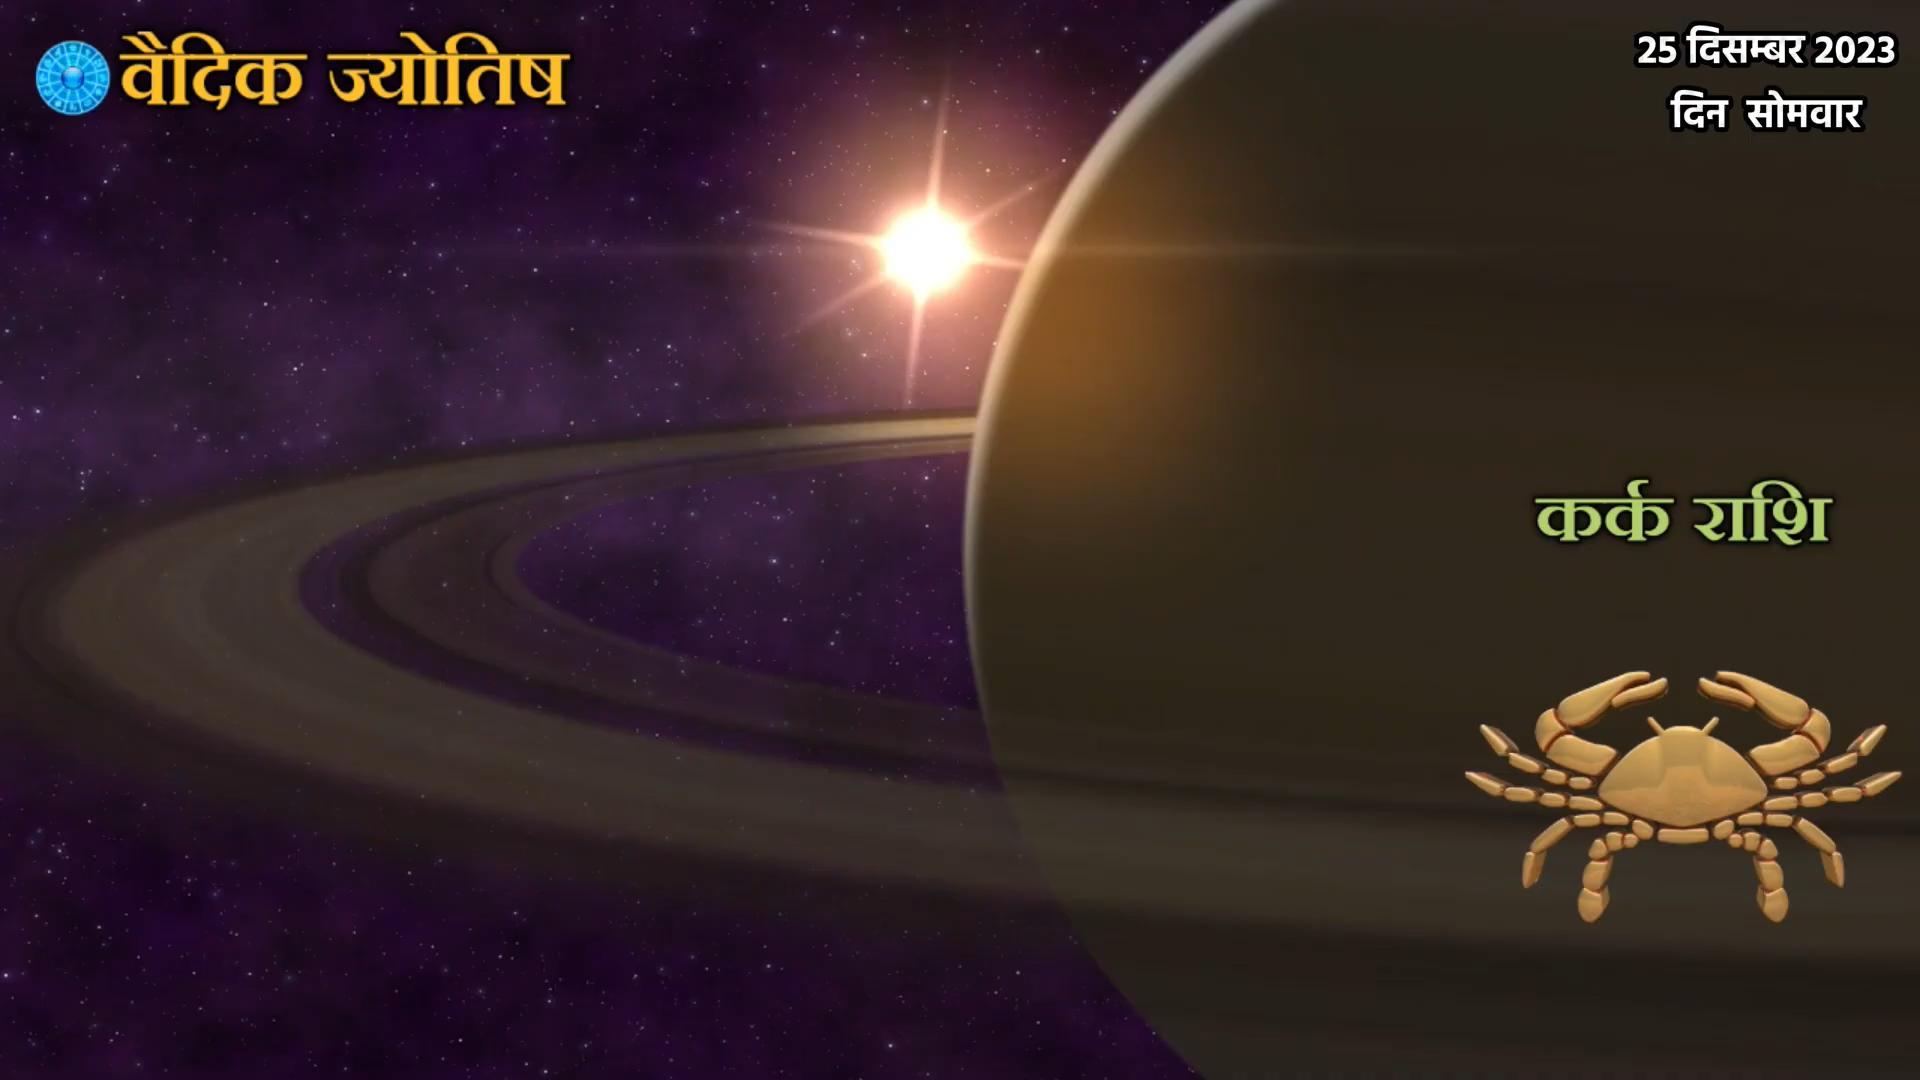 वैदिक ज्योतिष
25 दिसम्बर 2023
दिन सोमवार
कर्क राशि